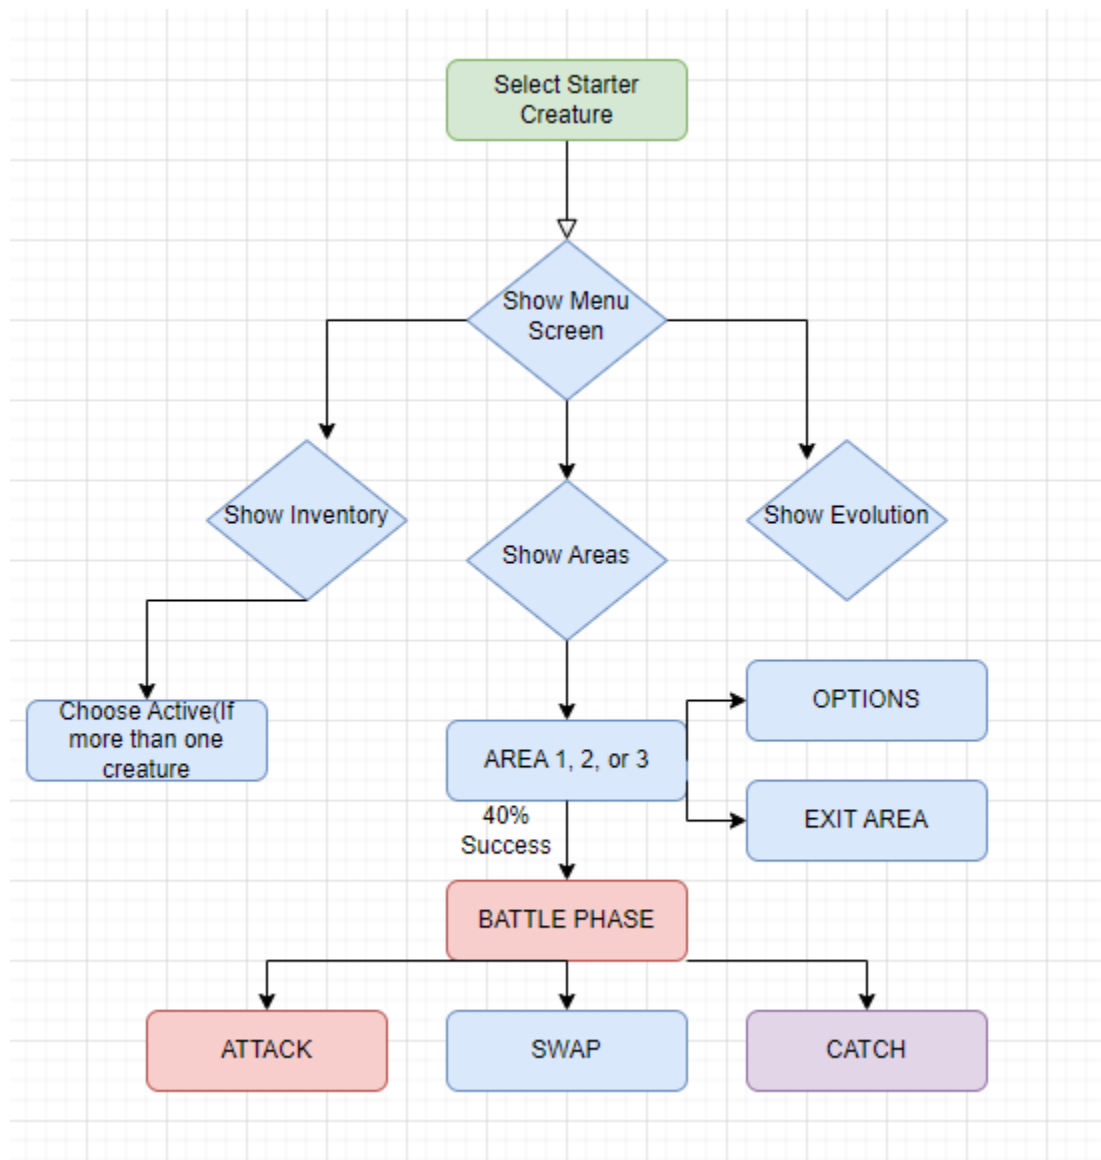 Select Starter
Creature
Show Menu
Screen
Show Inventory
Show Areas
Show Evolution
Choose Active(If
more than one
creature
AREA 1, 2, or 3
OPTIONS
EXIT AREA
40%
Success
BATTLE PHASE
ATTACK
SWAP
CATCH